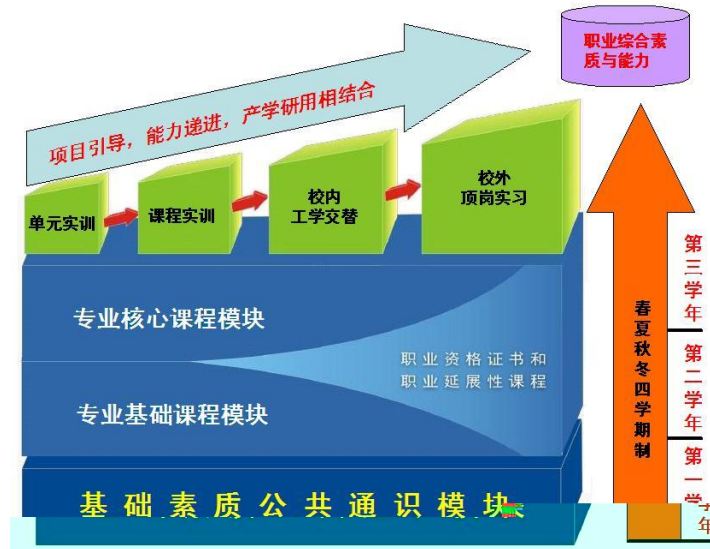 职业综合素
质与能力
项目引导，能力递进，产学研用相结合
单元实训
课程实训
校内
工学交替
校外
顶岗实习
专业核心课程模块
职业资格证书和
职业延展性课程
专业基础课程模块
基础素质公共通识模块
春夏秋冬四学期制
第三学年
第二学年
第一学年